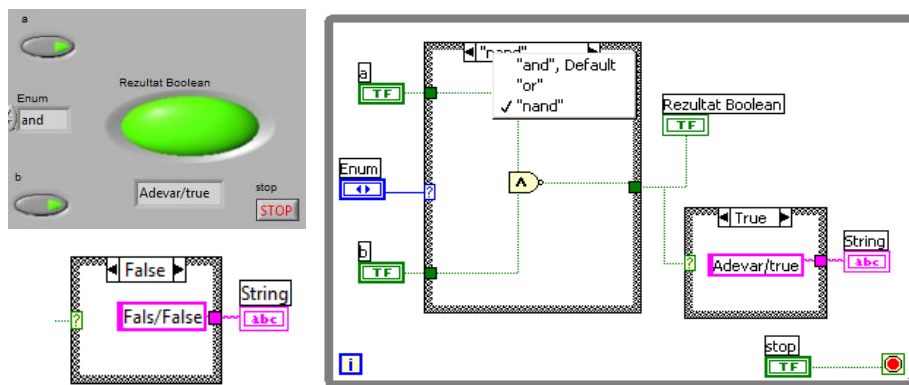 a
Rezultat Boolean
Enum
and
b
Adevar/true
stop
STOP
False
Fals/False
String
abc
"nand"
"and", Default
"or"
✓ "nand"
a
TF
Enum
?
b
TF
Rezultat Boolean
TF
True
?
Adevar/true
String
abc
i
stop
TF
?